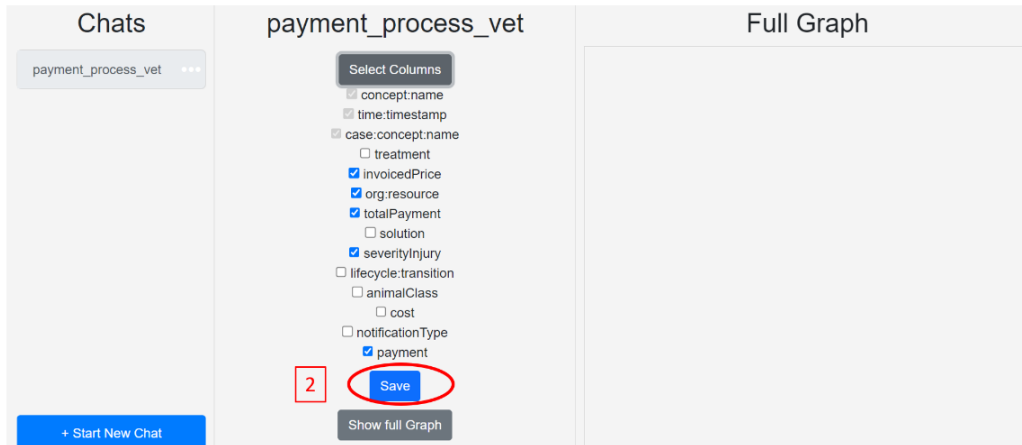 Chats
payment_process_vet
+ Start New Chat
payment_process_vet
Select Columns
concept:name
time:timestamp
case:concept:name
treatment
invoicedPrice
org:resource
totalPayment
solution
severityInjury
lifecycle:transition
animalClass
cost
notificationType
payment
2
Save
Show full Graph
Full Graph